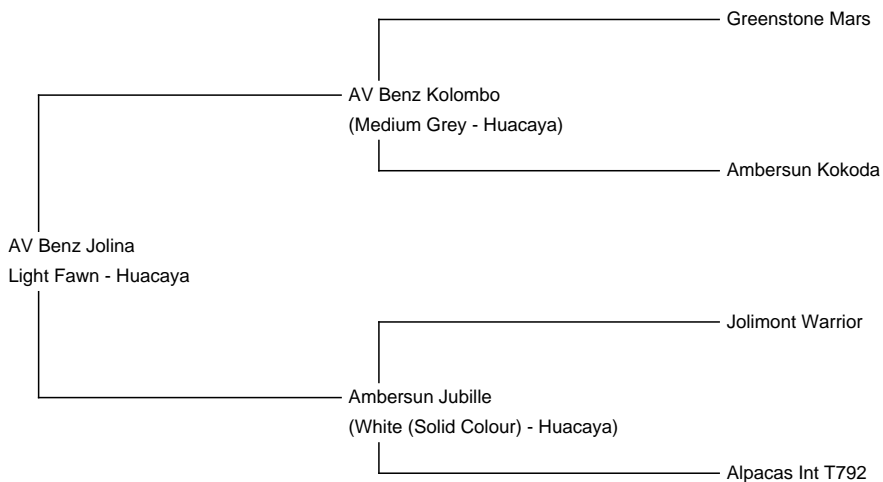 Greenstone Mars
AV Benz Kolombo
(Medium Grey - Huacaya)
Ambersun Kokoda
AV Benz Jolina
Light Fawn - Huacaya
Jolimont Warrior
Ambersun Jubille
(White (Solid Colour) - Huacaya)
Alpacas Int T792